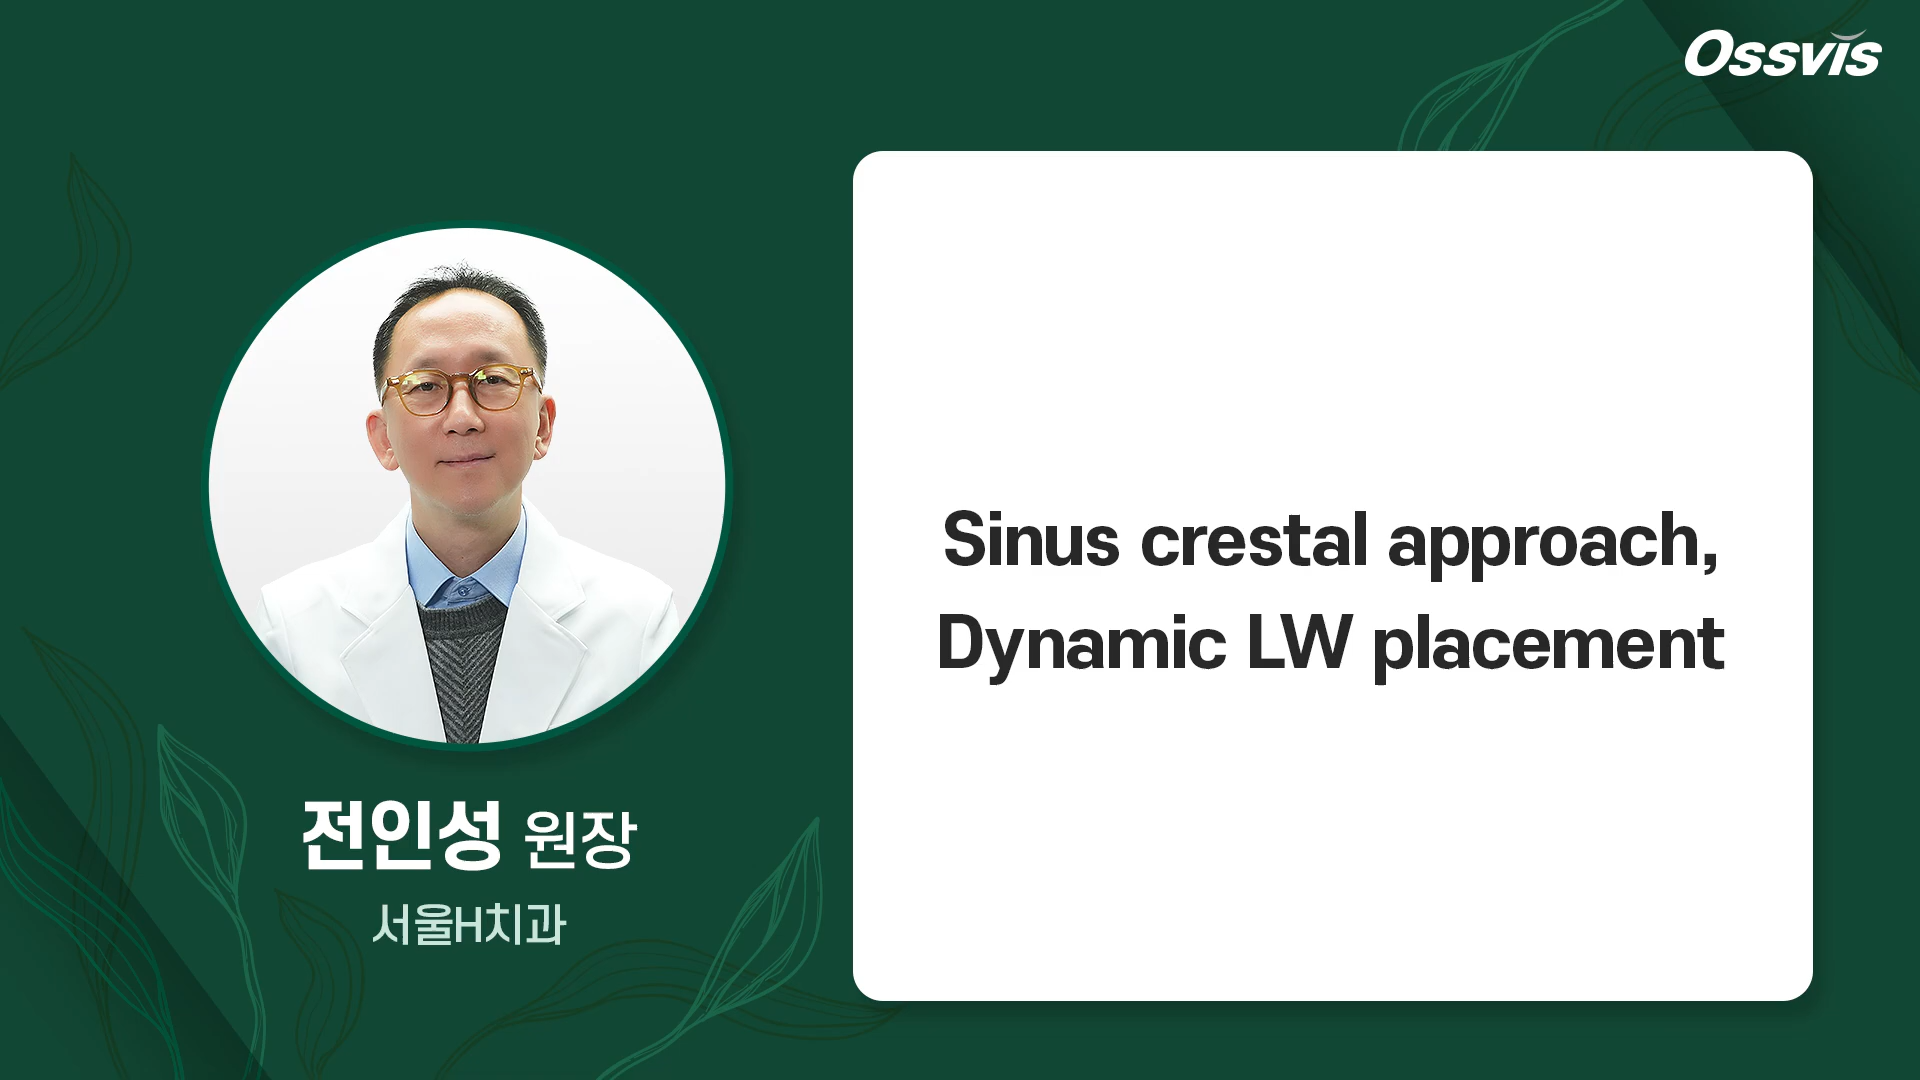 Ossvis
Sinus crestal approach,
Dynamic LW placement
전인성 원장
서울H치과